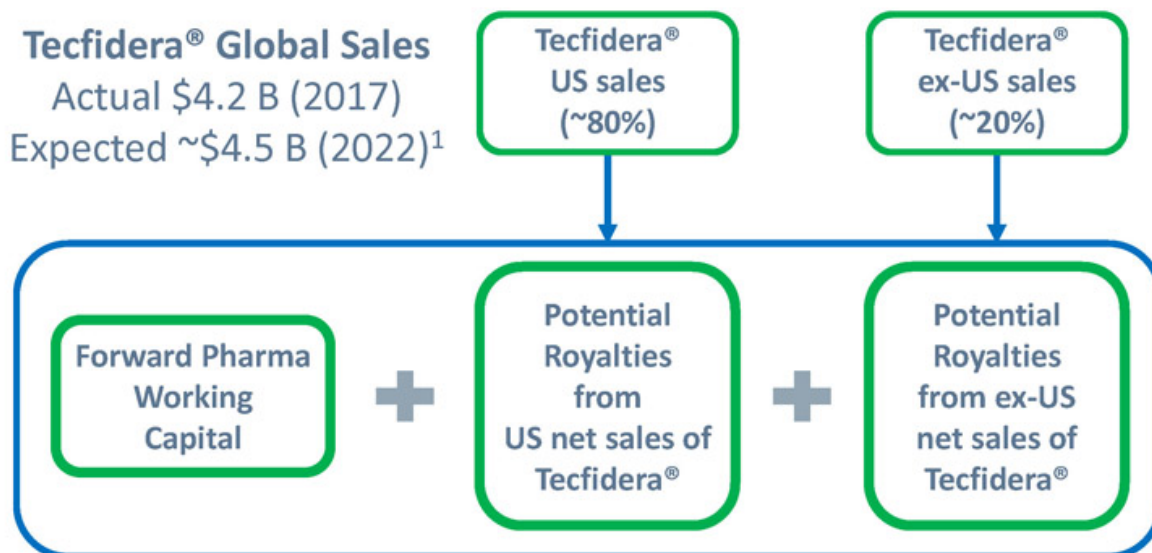 Tecfidera® Global Sales
Actual $4.2 B (2017)
Expected ~$4.5 B (2022)¹
Tecfidera®
US sales
(~80%)
Tecfidera®
ex-US sales
(~20%)
Forward Pharma
Working
Capital
Potential
Royalties
from
US net sales of
Tecfidera®
Potential
Royalties
from ex-US
net sales of
Tecfidera®